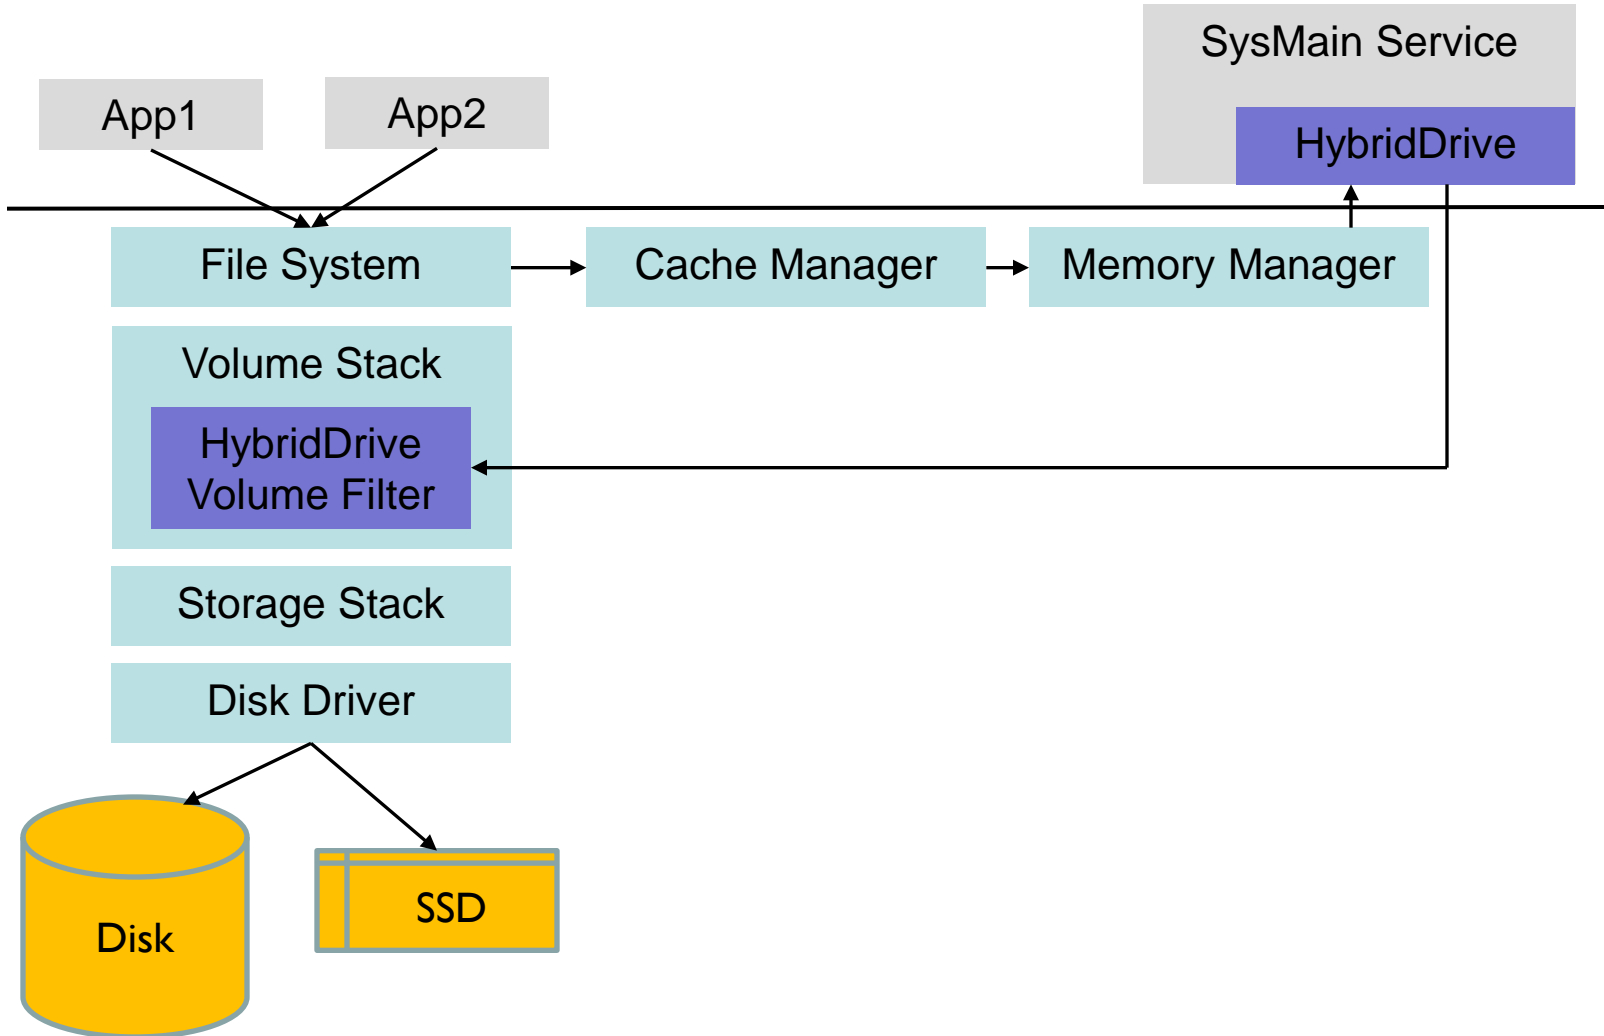 SysMain Service
App1
App2
HybridDrive
File System
Cache Manager
Memory Manager
Volume Stack
HybridDrive
Volume Filter
Storage Stack
Disk Driver
SSD
Disk